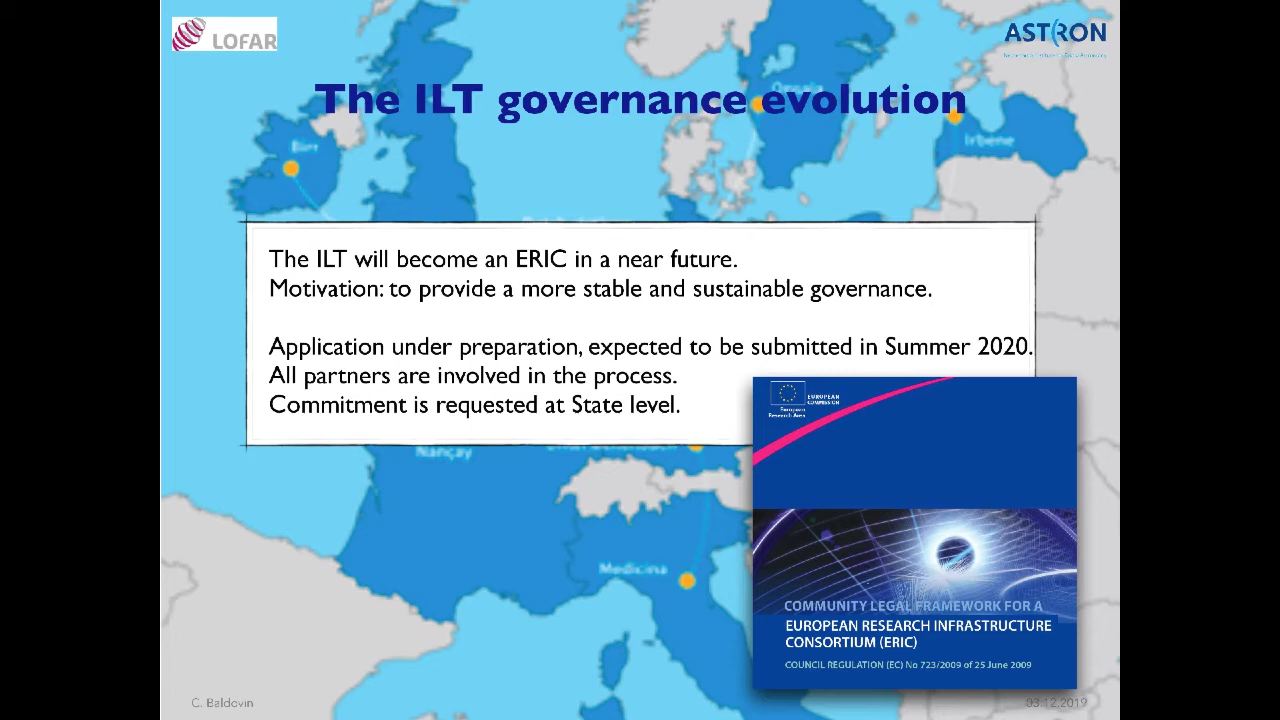 LOFAR
ASTRON
The ILT governance evolution
Birr
Irbene
The ILT will become an ERIC in a near future.
Motivation: to provide a more stable and sustainable governance.
Application under preparation, expected to be submitted in Summer 2020.
All partners are involved in the process.
Commitment is requested at State level.
EUROPEAN
COMMISSION
European
Research Area
Nançay
Medicina
COMMUNITY LEGAL FRAMEWORK FOR A
EUROPEAN RESEARCH INFRASTRUCTURE
CONSORTIUM (ERIC)
COUNCIL REGULATION (EC) No 723/2009 of 25 June 2009
C. Baldovin
03.12.2019